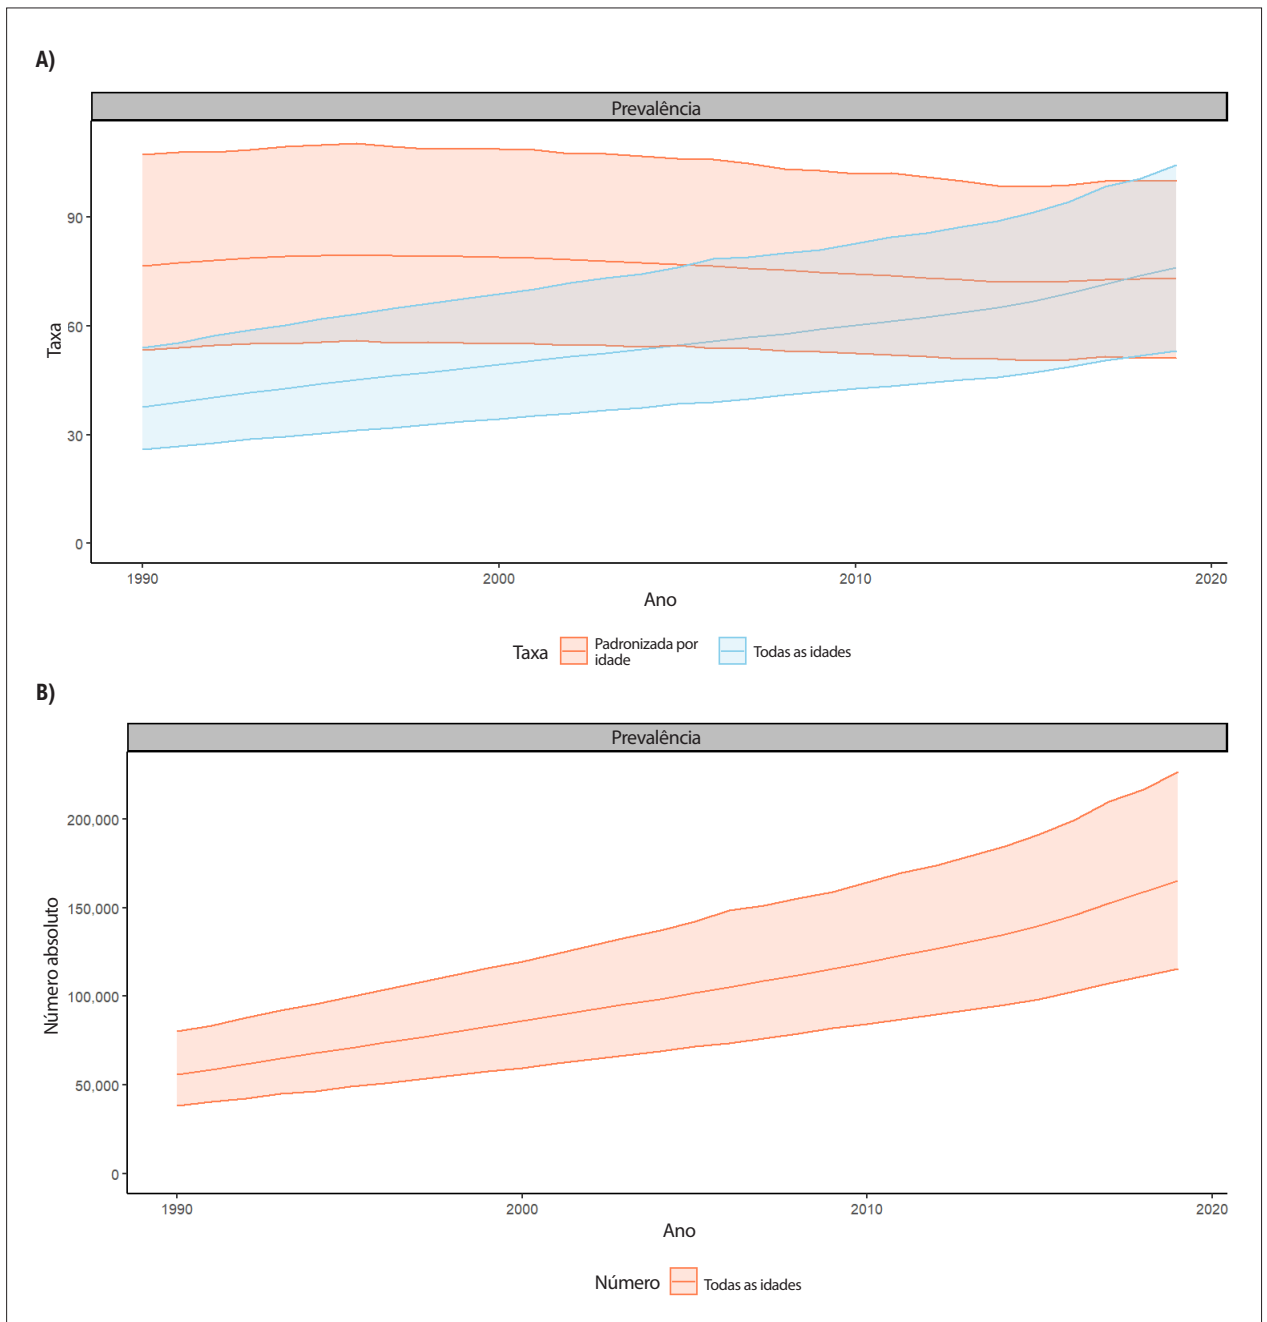 A)
Prevalência
90
60
30
0
Taxa
1990 2000 2010 2020
Ano
Taxa Padronizada por idade Todas as idades
B)
Prevalência
200,000
150,000
100,000
50,000
0
Número absoluto
1990 2000 2010 2020
Ano
Número Todas as idades